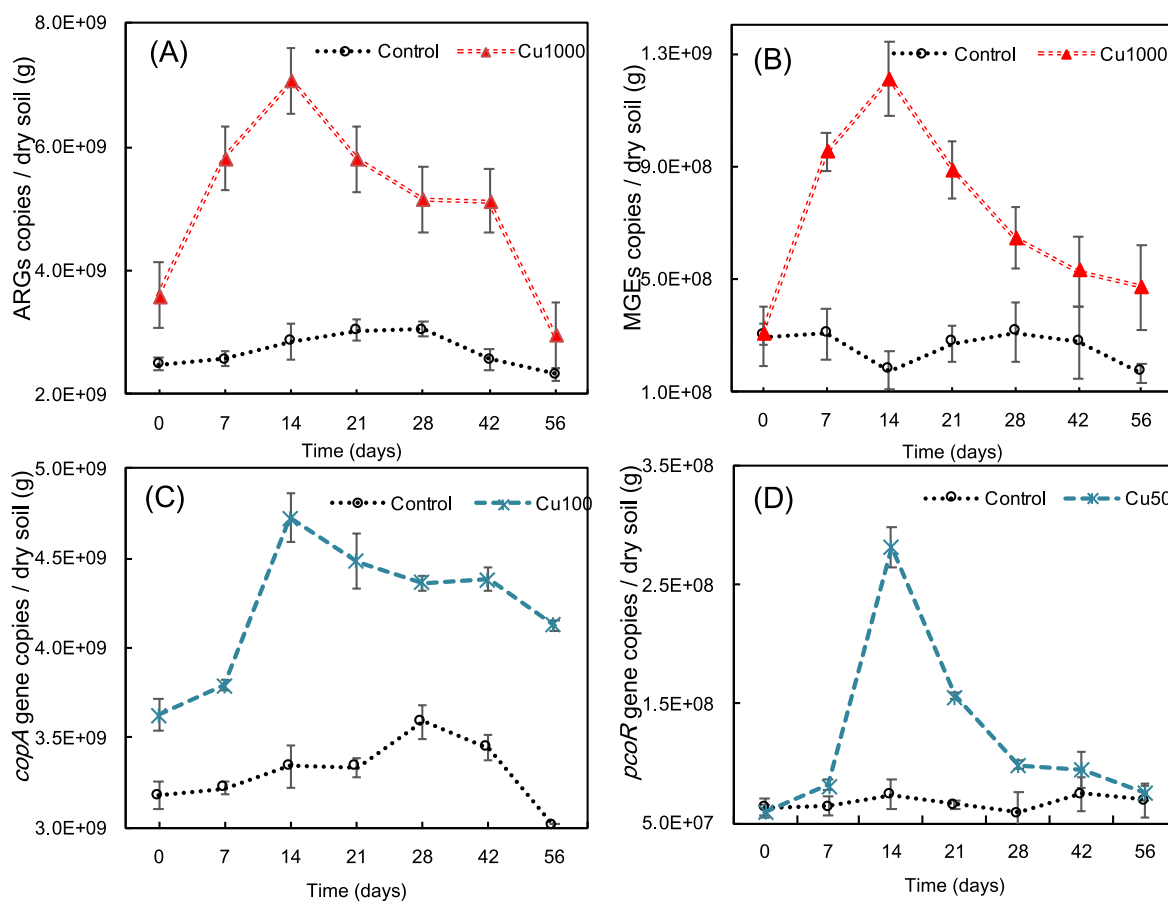 (A)
Control
Cu1000
ARGs copies / dry soil (g)
8.0E+09
6.0E+09
4.0E+09
2.0E+09
0 7 14 21 28 42 56
Time (days)
(B)
Control
Cu1000
MGEs copies / dry soil (g)
1.3E+09
9.0E+08
5.0E+08
1.0E+08
0 7 14 21 28 42 56
Time (days)
(C)
Control
Cu100
copA gene copies / dry soil (g)
5.0E+09
4.5E+09
4.0E+09
3.5E+09
3.0E+09
0 7 14 21 28 42 56
Time (days)
(D)
Control
Cu50
pcoR gene copies / dry soil (g)
3.5E+08
2.5E+08
1.5E+08
5.0E+07
0 7 14 21 28 42 56
Time (days)